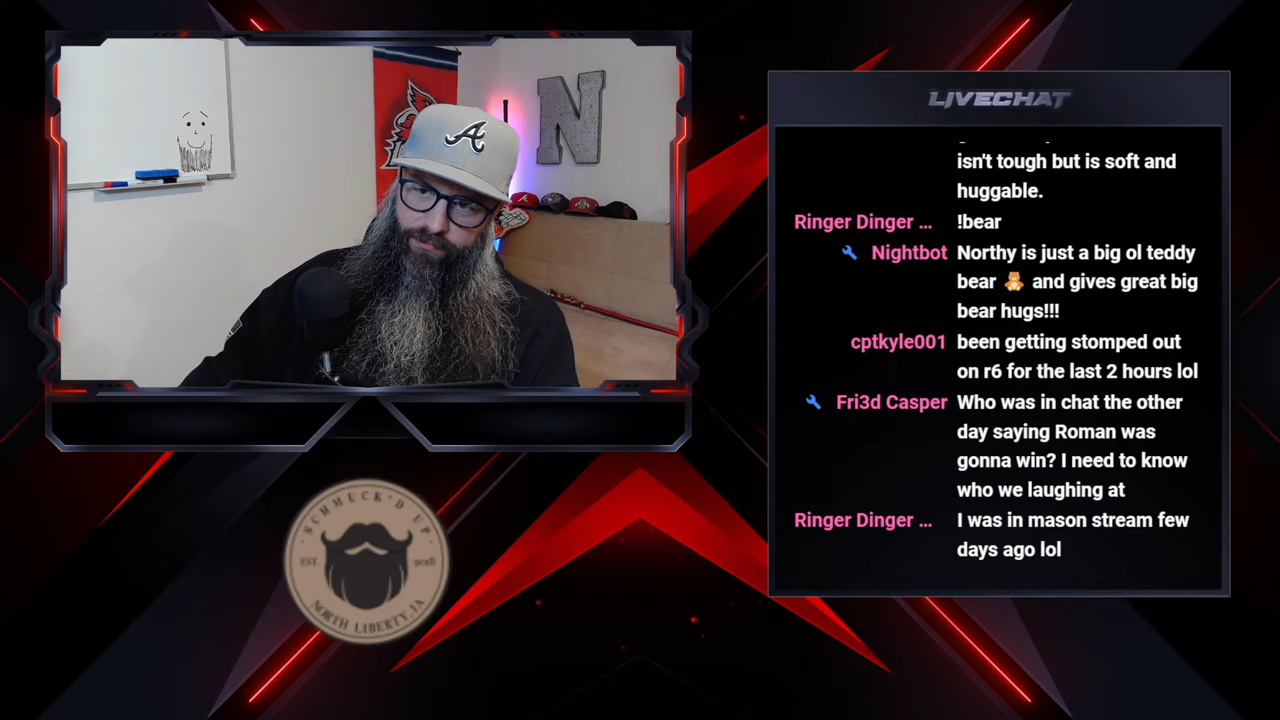 N
A
LIVECHAT
isn't tough but is soft and
huggable.
Ringer Dinger ... !bear
Nightbot Northy is just a big ol teddy
bear 🧸 and gives great big
bear hugs!!!
cptkyle001 been getting stomped out
on r6 for the last 2 hours lol
Fri3d Casper Who was in chat the other
day saying Roman was
gonna win? I need to know
who we laughing at
Ringer Dinger ... I was in mason stream few
days ago lol
SCHMUCK'D UP
EST. 2018
NORTH LIBERTY, IA